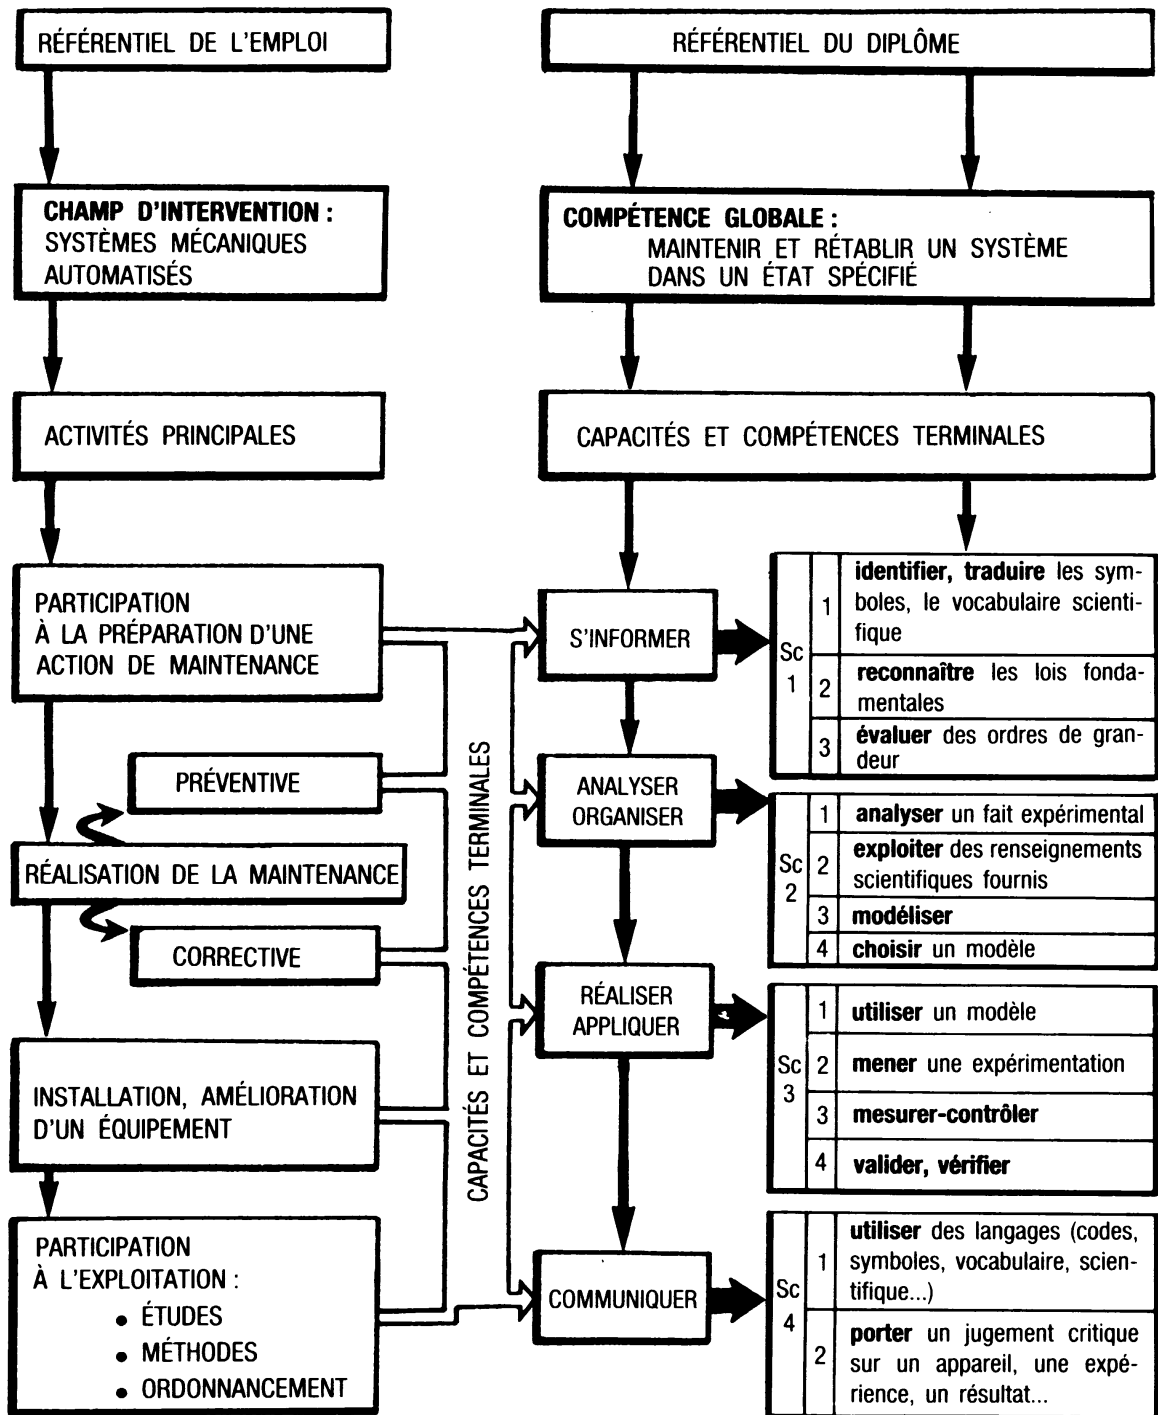 RÉFÉRENTIEL DE L'EMPLOI
CHAMP D'INTERVENTION :
SYSTÈMES MÉCANIQUES
AUTOMATISÉS
ACTIVITÉS PRINCIPALES
PARTICIPATION
À LA PRÉPARATION D'UNE
ACTION DE MAINTENANCE
PRÉVENTIVE
RÉALISATION DE LA MAINTENANCE
CORRECTIVE
INSTALLATION, AMÉLIORATION
D'UN ÉQUIPEMENT
PARTICIPATION
À L'EXPLOITATION :
• ÉTUDES
• MÉTHODES
• ORDONNANCEMENT
CAPACITÉS ET COMPÉTENCES TERMINALES
RÉFÉRENTIEL DU DIPLÔME
COMPÉTENCE GLOBALE :
MAINTENIR ET RÉTABLIR UN SYSTÈME
DANS UN ÉTAT SPÉCIFIÉ
CAPACITÉS ET COMPÉTENCES TERMINALES
S'INFORMER
Sc
1
1
identifier, traduire les sym-
boles, le vocabulaire scienti-
fique
2
reconnaître les lois fonda-
mentales
3
évaluer des ordres de gran-
deur
ANALYSER
ORGANISER
Sc
2
1
analyser un fait expérimental
2
exploiter des renseignements
scientifiques fournis
3
modéliser
4
choisir un modèle
RÉALISER
APPLIQUER
Sc
3
1
utiliser un modèle
2
mener une expérimentation
3
mesurer-contrôler
4
valider, vérifier
COMMUNIQUER
Sc
4
1
utiliser des langages (codes,
symboles, vocabulaire, scien-
tifique...)
2
porter un jugement critique
sur un appareil, une expé-
rience, un résultat...